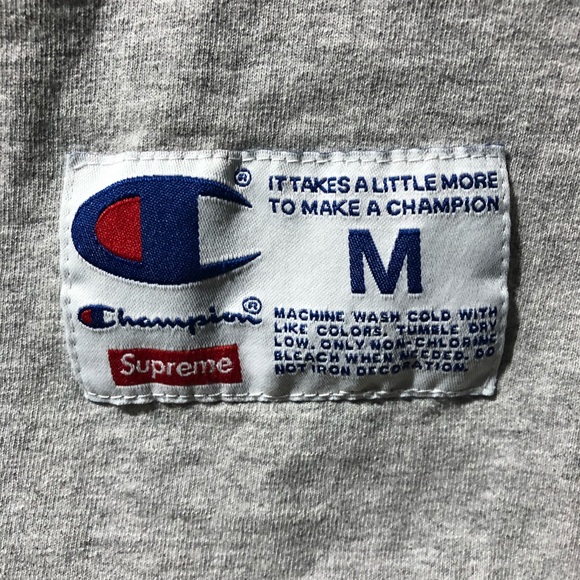 IT TAKES A LITTLE MORE
TO MAKE A CHAMPION
M
Champion®
Supreme
MACHINE WASH COLD WITH
LIKE COLORS. TUMBLE DRY
LOW. ONLY NON-CHLORINE
BLEACH WHEN NEEDED. DO
NOT IRON DECORATION.